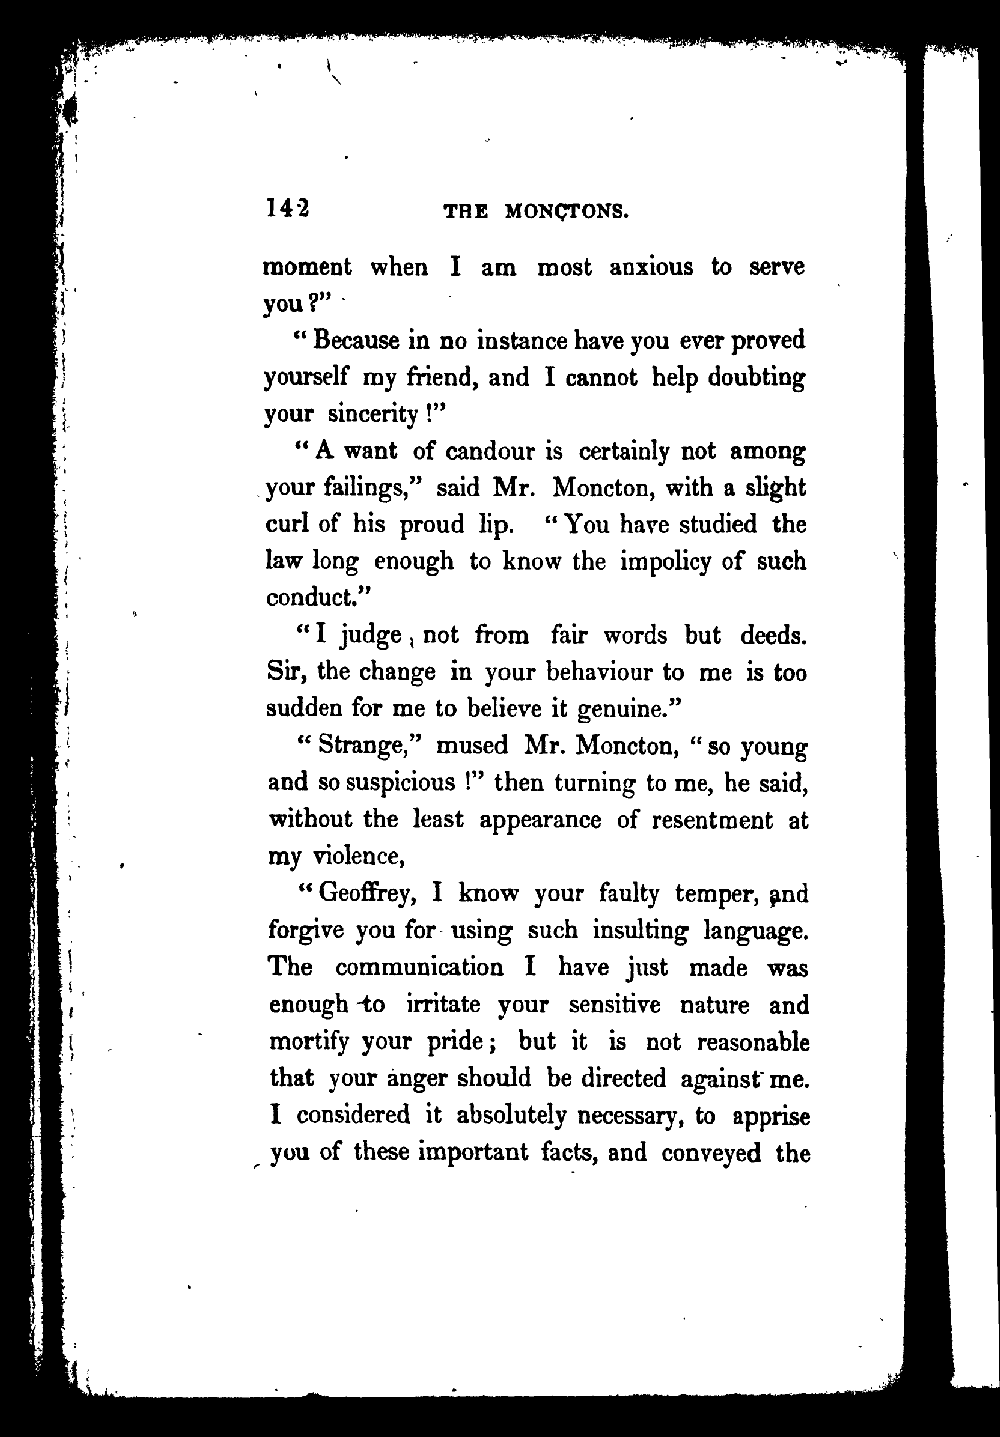 142 THE MONCTONS.
moment when I am most anxious to serve
you?"
"Because in no instance have you ever proved
yourself my friend, and I cannot help doubting
your sincerity!"
"A want of candour is certainly not among
your failings," said Mr. Moncton, with a slight
curl of his proud lip. "You have studied the
law long enough to know the impolicy of such
conduct."
"I judge, not from fair words but deeds.
Sir, the change in your behaviour to me is too
sudden for me to believe it genuine."
"Strange," mused Mr. Moncton, "so young
and so suspicious!" then turning to me, he said,
without the least appearance of resentment at
my violence,
"Geoffrey, I know your faulty temper, and
forgive you for using such insulting language.
The communication I have just made was
enough to irritate your sensitive nature and
mortify your pride; but it is not reasonable
that your anger should be directed against me.
I considered it absolutely necessary, to apprise
you of these important facts, and conveyed the